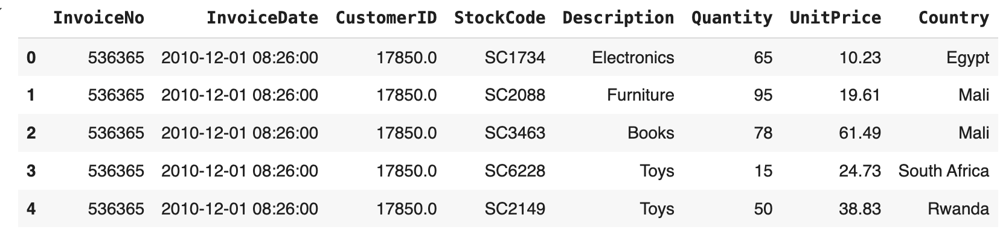 InvoiceNo InvoiceDate CustomerID StockCode Description Quantity UnitPrice Country
0 536365 2010-12-01 08:26:00 17850.0 SC1734 Electronics 65 10.23 Egypt
1 536365 2010-12-01 08:26:00 17850.0 SC2088 Furniture 95 19.61 Mali
2 536365 2010-12-01 08:26:00 17850.0 SC3463 Books 78 61.49 Mali
3 536365 2010-12-01 08:26:00 17850.0 SC6228 Toys 15 24.73 South Africa
4 536365 2010-12-01 08:26:00 17850.0 SC2149 Toys 50 38.83 Rwanda